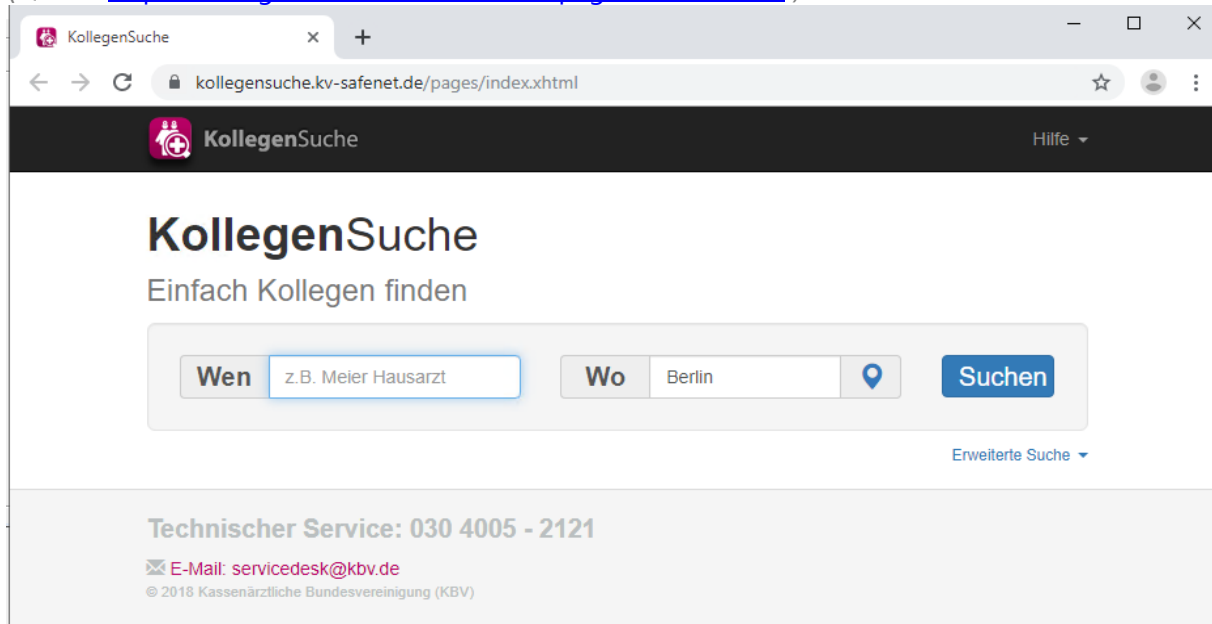 KollegenSuche
kollegensuche.kv-safenet.de/pages/index.xhtml
KollegenSuche
Hilfe
KollegenSuche
Einfach Kollegen finden
Wen z.B. Meier Hausarzt Wo Berlin Suchen
Erweiterte Suche
Technischer Service: 030 4005 - 2121
E-Mail: servicedesk@kbv.de
© 2018 Kassenärztliche Bundesvereinigung (KBV)